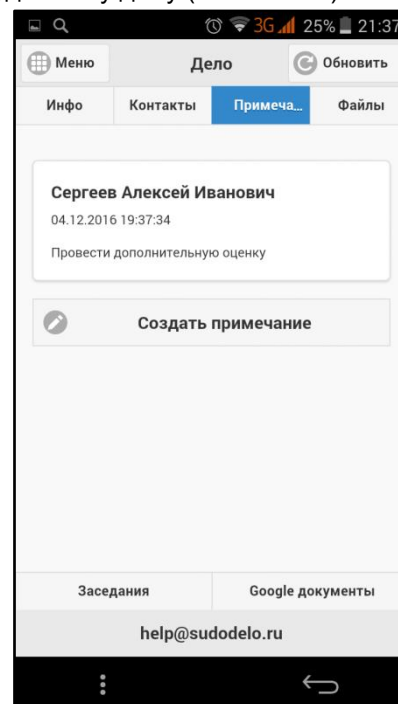 3G 25% 21:37
Меню Дело Обновить
Инфо Контакты Примеча... Файлы
Сергеев Алексей Иванович
04.12.2016 19:37:34
Провести дополнительную оценку
Создать примечание
Заседания Google документы
help@sudodelo.ru